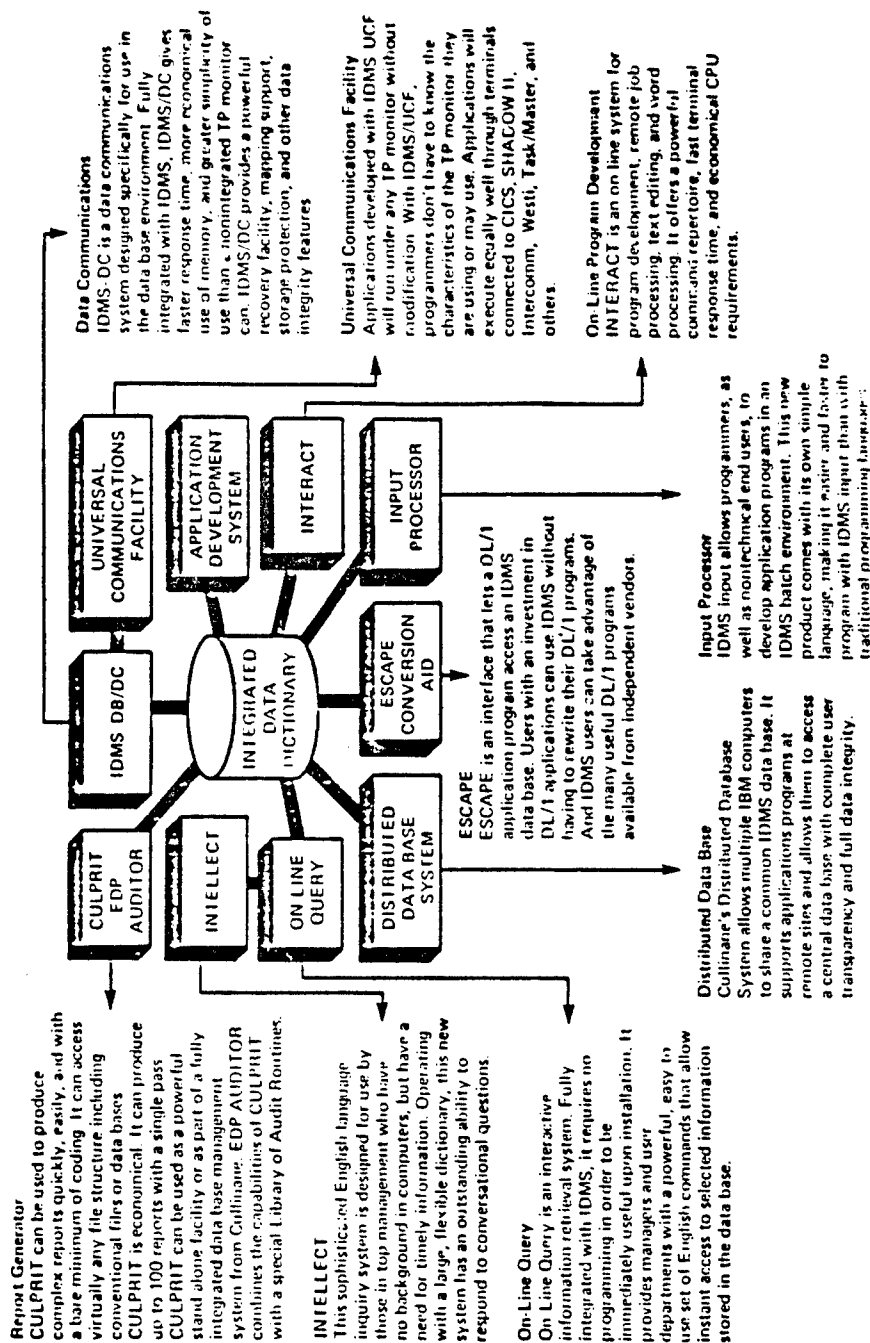 Report Generator
CULPRIT can be used to produce
complex reports quickly, easily, and with
a bare minimum of coding. It can access
virtually any file structure including
conventional files or data bases
CULPRIT is economical. It can produce
up to 100 reports with a single pass
CULPRIT can be used as a powerful
stand alone facility or as part of a fully
integrated data base management
system from Cullinane. EDP AUDITOR
combines the capabilities of CULPRIT
with a special Library of Audit Routines.
INTELLECT
This sophisticated English language
inquiry system is designed for use by
those in top management who have
no background in computers, but have a
need for timely information. Operating
with a large, flexible dictionary, this new
system has an outstanding ability to
respond to conversational questions.
On-Line Query
On Line Query is an interactive
information retrieval system. Fully
integrated with IDMS, it requires no
programming in order to be
immediately useful upon installation. It
provides managers and user
departments with a powerful, easy to
use set of English commands that allow
instant access to selected information
stored in the data base.
CULPRIT
EDP
AUDITOR
INTELLECT
ON LINE
QUERY
DISTRIBUTED
DATA BASE
SYSTEM
IDMS DB/DC
INTEGRATED
DATA
DICTIONARY
ESCAPE
CONVERSION
AID
UNIVERSAL
COMMUNICATIONS
FACILITY
APPLICATION
DEVELOPMENT
SYSTEM
INTERACT
INPUT
PROCESSOR
ESCAPE
ESCAPE is an interface that lets a DL/1
application program access an IDMS
data base. Users with an investment in
DL/1 applications can use IDMS without
having to rewrite their DL/1 programs.
And IDMS users can take advantage of
the many useful DL/1 programs
available from independent vendors.
Distributed Data Base
Cullinane's Distributed Database
System allows multiple IBM computers
to share a common IDMS data base. It
supports applications programs at
remote sites and allows them to access
a central data base with complete user
transparency and full data integrity.
Input Processor
IDMS input allows programmers, as
well as nontechnical end users, to
develop application programs in an
IDMS batch environment. This new
product comes with its own simple
language, making it easier and faster to
program with IDMS input than with
traditional programming languages
Data Communications
IDMS-DC is a data communications
system designed specifically for use in
the data base environment. Fully
integrated with IDMS, IDMS/DC gives
faster response time, more economical
use of memory, and greater simplicity of
use than a nonintegrated TP monitor
can. IDMS/DC provides a powerful
recovery facility, mapping support,
storage protection, and other data
integrity features
Universal Communications Facility
Applications developed with IDMS UCF
will run under any TP monitor without
modification. With IDMS/UCF,
programmers don't have to know the
characteristics of the TP monitor they
are using or may use. Applications will
execute equally well through terminals
connected to CICS, SHADOW II,
Intercomm, Westi, Task/Master, and
others.
On-Line Program Development
INTERACT is an on line system for
program development, remote job
processing, text editing, and word
processing. It offers a powerful
command repertoire, fast terminal
response time, and economical CPU
requirements.